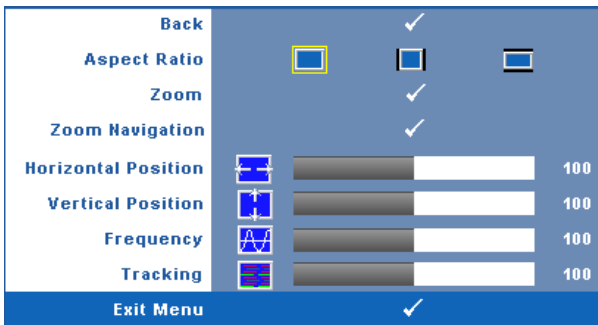 Back
Aspect Ratio
Zoom
Zoom Navigation
Horizontal Position 100
Vertical Position 100
Frequency 100
Tracking 100
Exit Menu